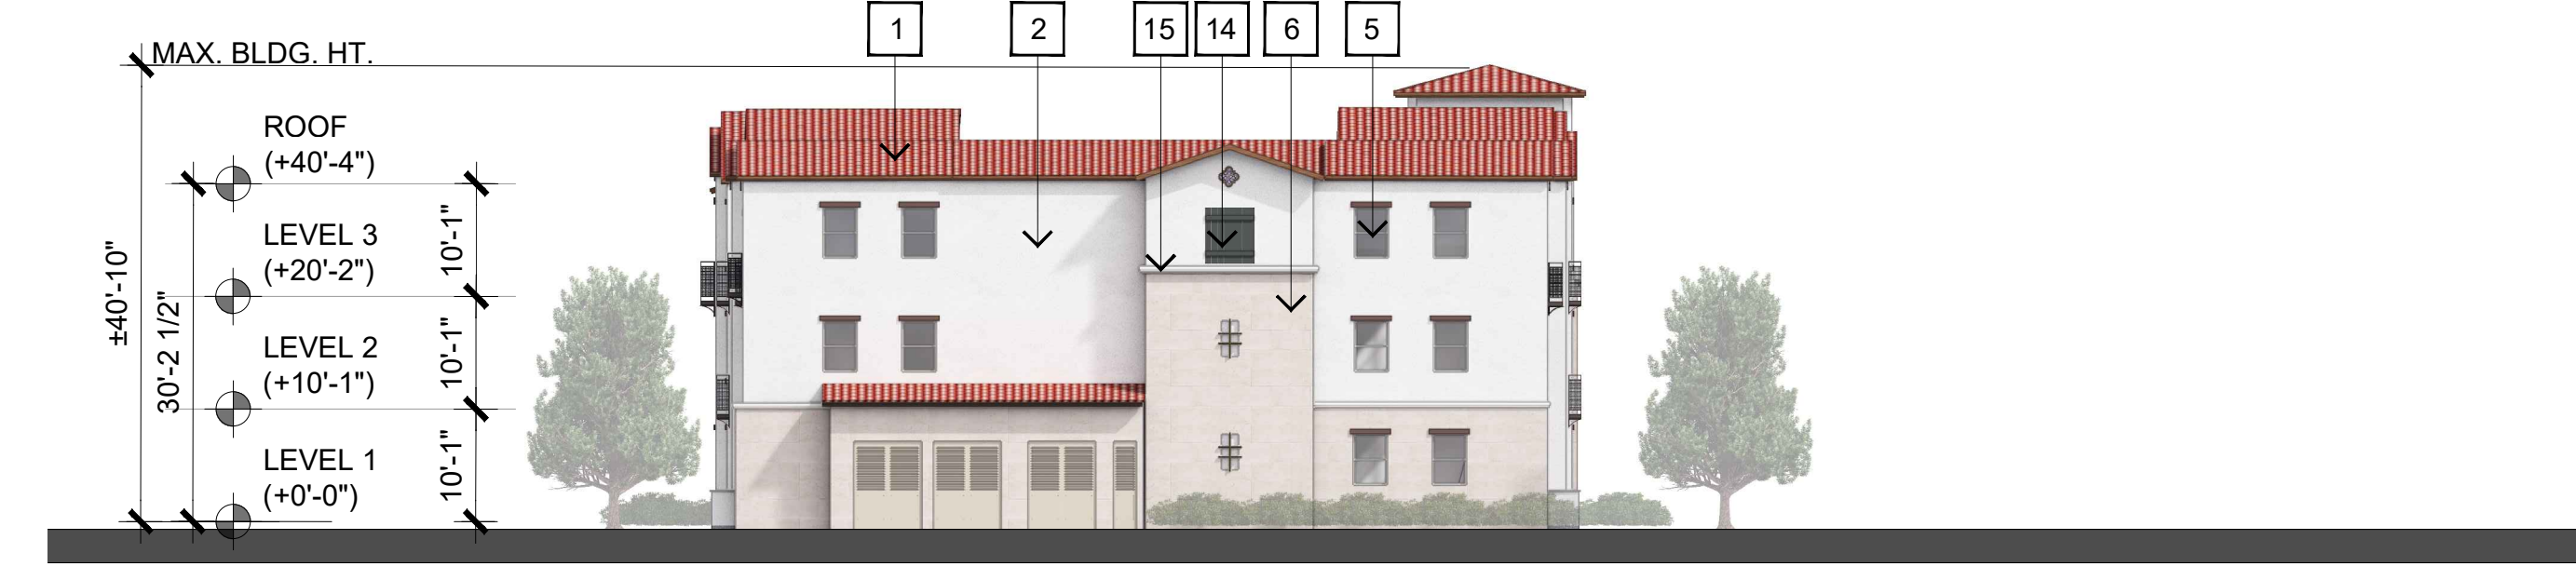 1 2 15 14 6 5
MAX. BLDG. HT.
ROOF
(+40'-4")
LEVEL 3
(+20'-2")
LEVEL 2
(+10'-1")
LEVEL 1
(+0'-0")
±40'-10"
30'-2 1/2"
10'-1"
10'-1"
10'-1"